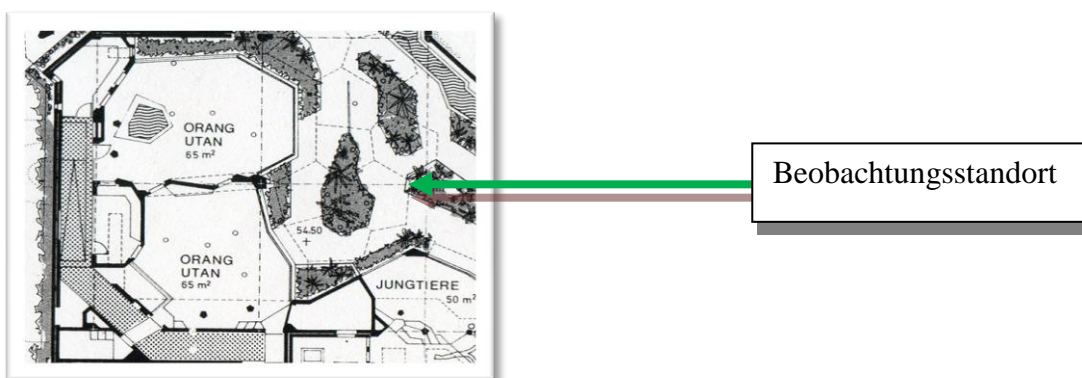 ORANG
UTAN
65 m²
Beobachtungsstandort
54.50
ORANG
UTAN
65 m²
JUNGTIERE
50 m²